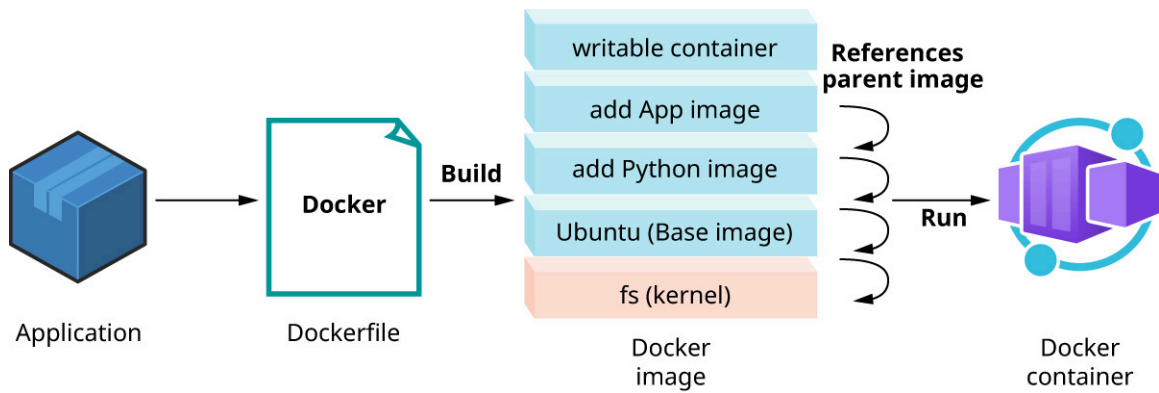 Application
Docker
Dockerfile
Build
writable container
add App image
add Python image
Ubuntu (Base image)
fs (kernel)
Docker
image
References
parent image
Run
Docker
container